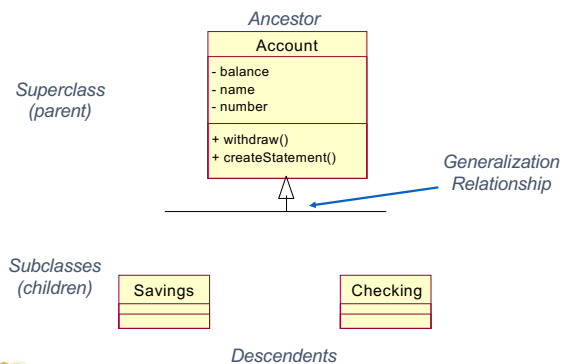 Ancestor
Account
Superclass
(parent)
- balance
- name
- number
+ withdraw()
+ createStatement()
Generalization
Relationship
Subclasses
(children)
Savings
Checking
Descendents